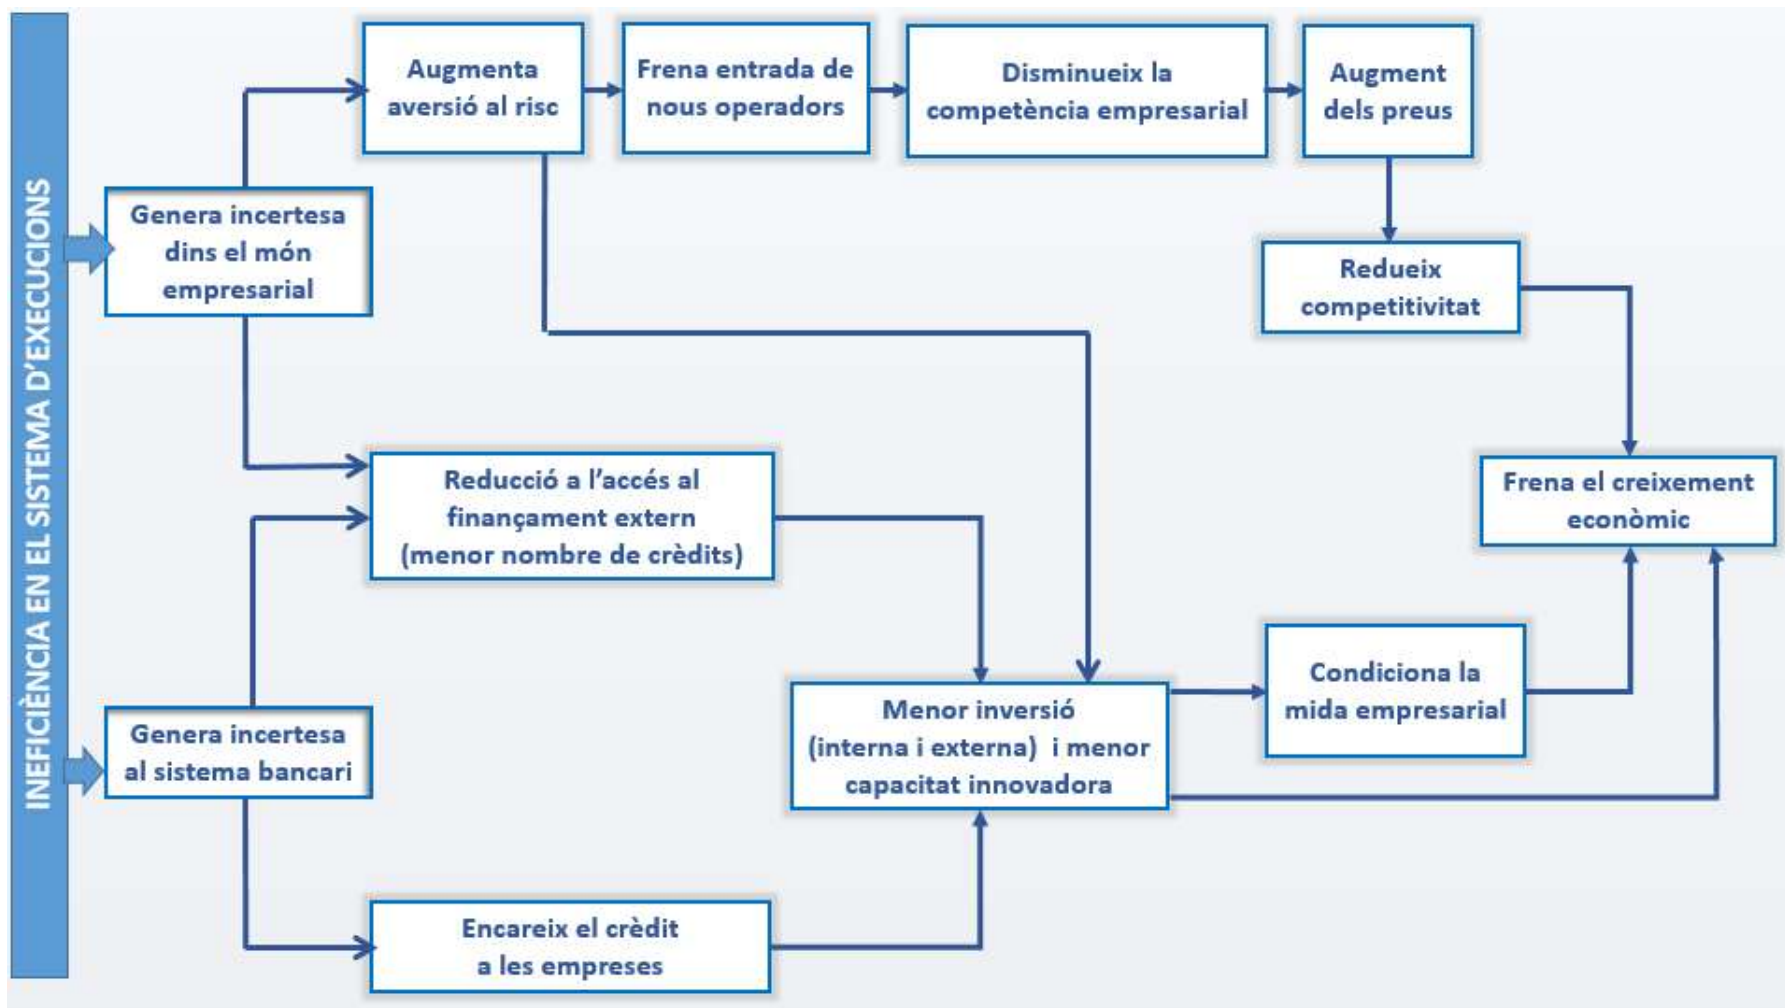 INEFICIÈNCIA EN EL SISTEMA D'EXECUCIONS
Genera incertesa
dins el món
empresarial
Augmenta
aversió al risc
Frena entrada de
nous operadors
Disminueix la
competència empresarial
Augment
dels preus
Redueix
competitivitat
Reducció a l'accés al
finançament extern
(menor nombre de crèdits)
Frena el creixement
econòmic
Genera incertesa
al sistema bancari
Menor inversió
(interna i externa) i menor
capacitat innovadora
Condiciona la
mida empresarial
Encareix el crèdit
a les empreses